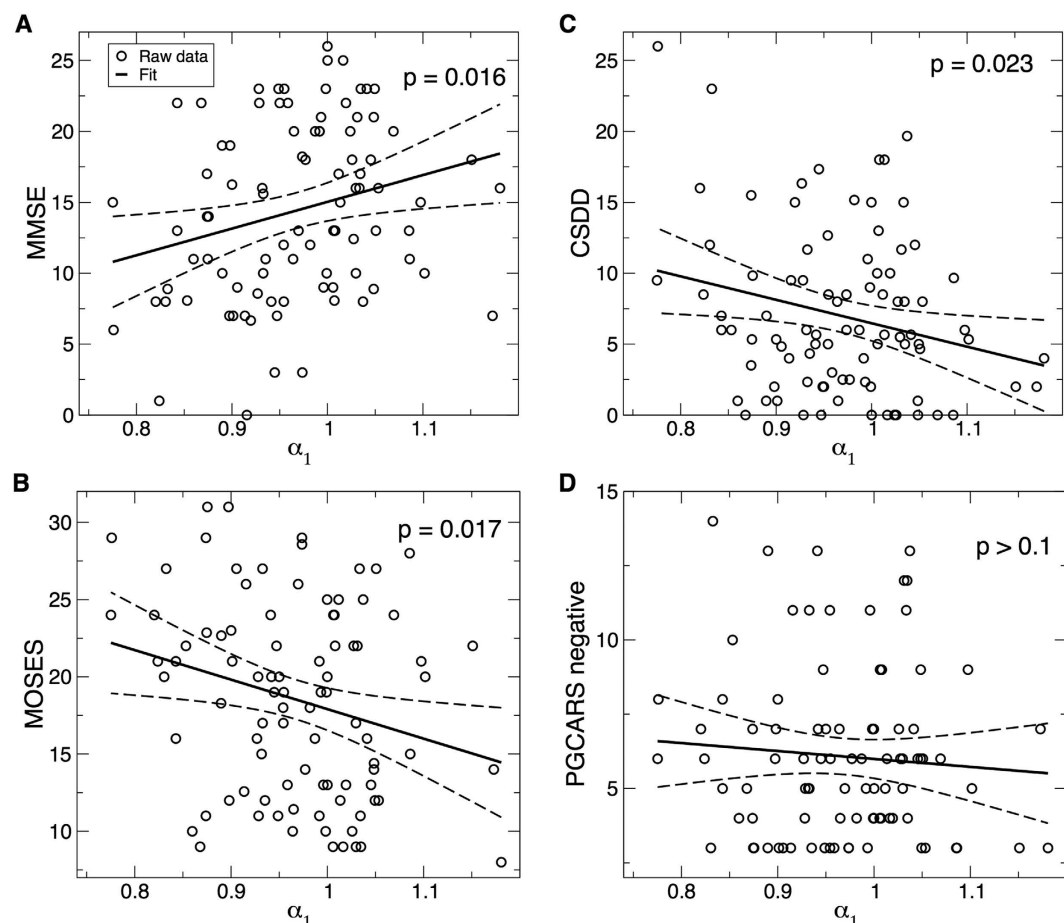 A
MMSE
25
20
15
10
5
0
Raw data
Fit
p = 0.016
0.8 0.9 1 1.1
α1
C
CSDD
25
20
15
10
5
0
p = 0.023
0.8 0.9 1 1.1
α1
B
MOSES
30
25
20
15
10
p = 0.017
0.8 0.9 1 1.1
α1
D
PGCARS negative
15
10
5
p > 0.1
0.8 0.9 1 1.1
α1